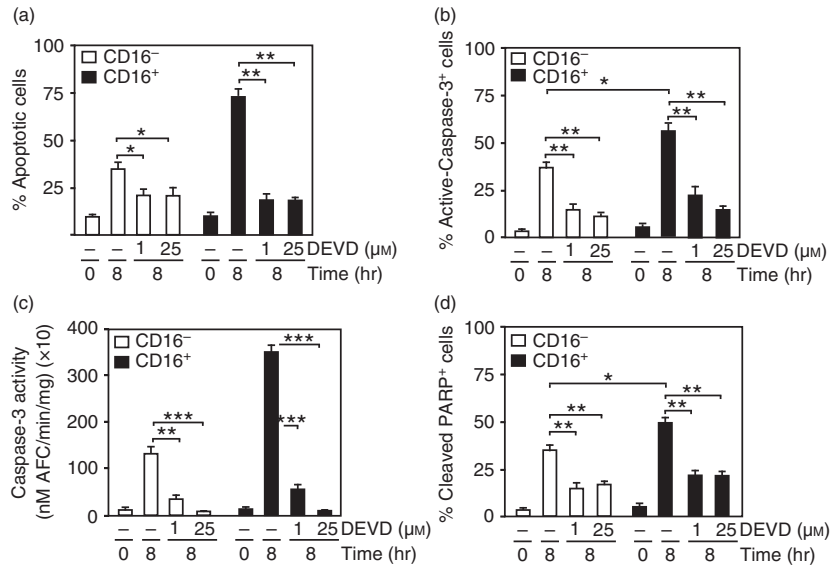 (a)
% Apoptotic cells
100
75
50
25
0
CD16⁻
CD16⁺
* * ** **
– – 1 25 – – 1 25 DEVD (µM)
0 8 8 0 8 8 Time (hr)
(b)
% Active-Caspase-3⁺ cells
100
75
50
25
0
CD16⁻
CD16⁺
*
** ** ** **
– – 1 25 – – 1 25 DEVD (µM)
0 8 8 0 8 8 Time (hr)
(c)
Caspase-3 activity
(nM AFC/min/mg) (×10)
400
300
200
100
0
CD16⁻
CD16⁺
** *** *** ***
– – 1 25 – – 1 25 DEVD (µM)
0 8 8 0 8 8 Time (hr)
(d)
% Cleaved PARP⁺ cells
100
75
50
25
0
CD16⁻
CD16⁺
*
** ** ** **
– – 1 25 – – 1 25 DEVD (µM)
0 8 8 0 8 8 Time (hr)